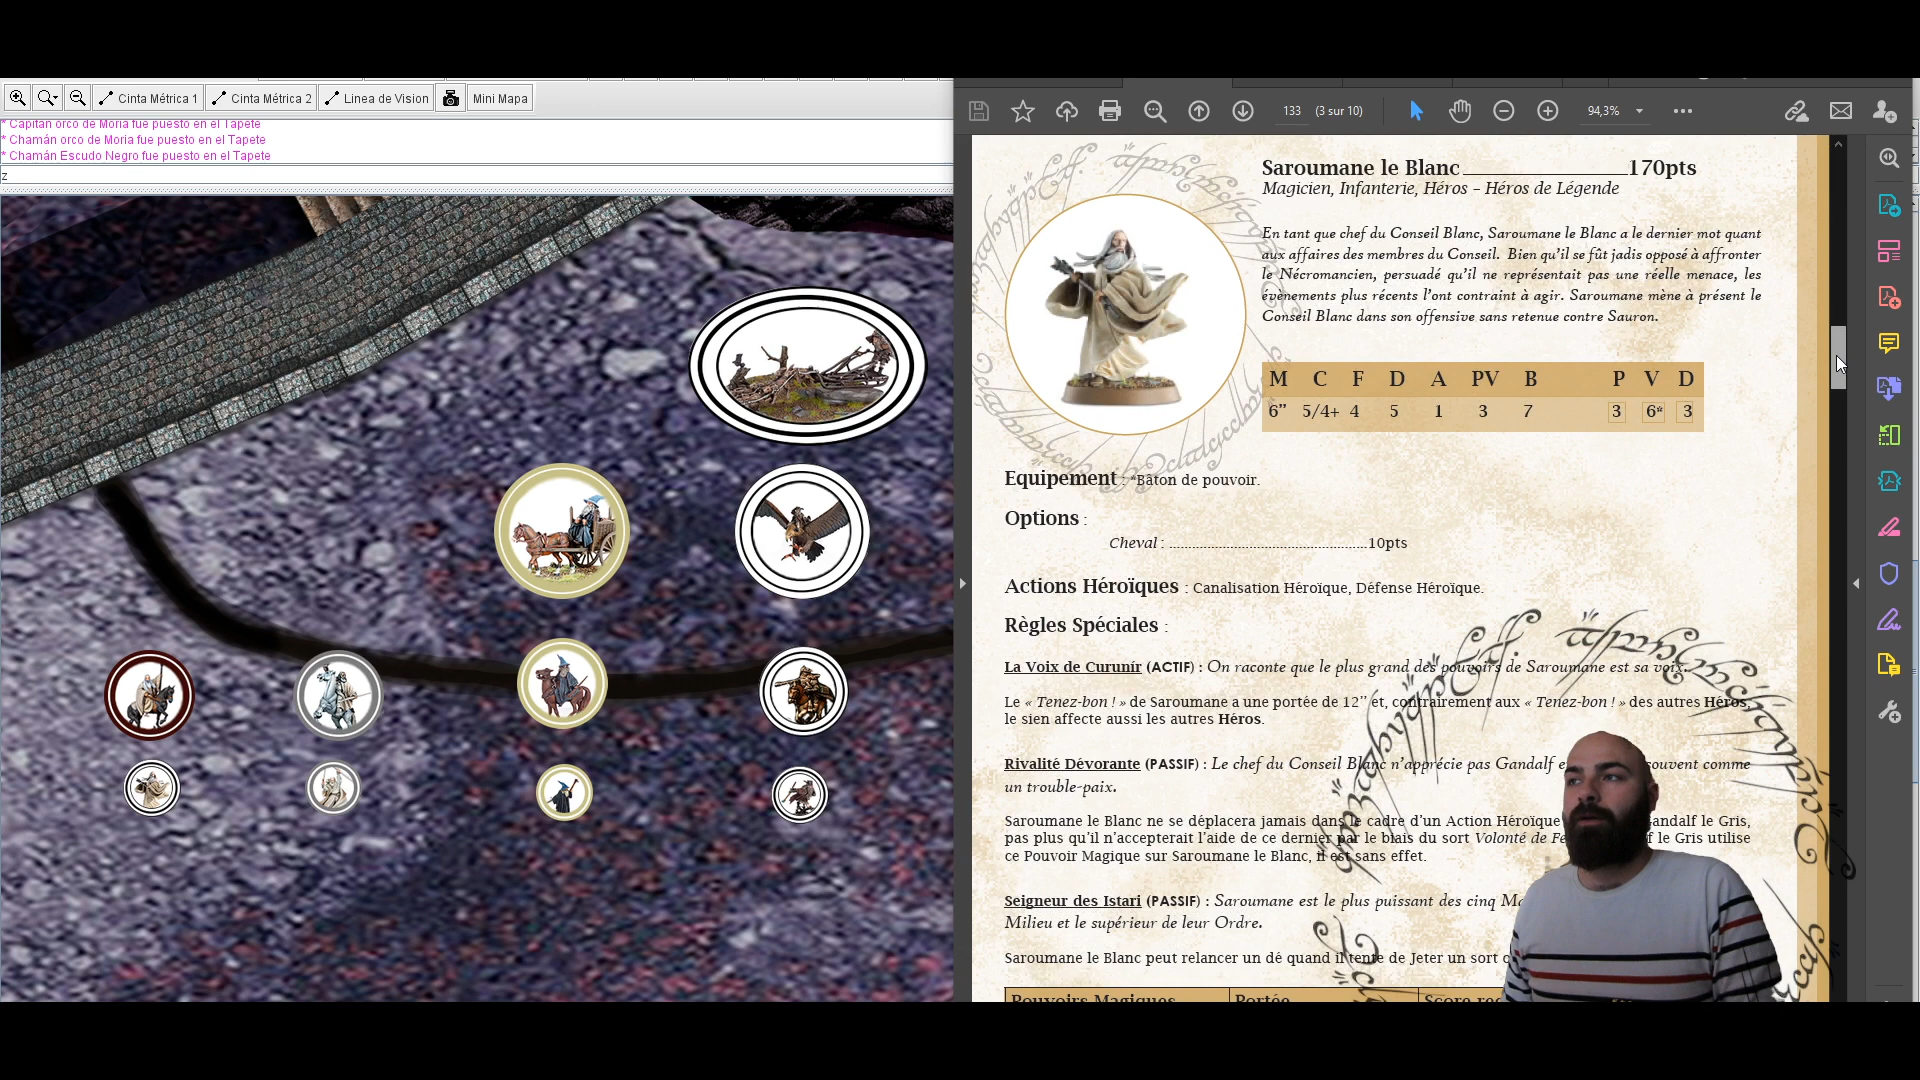 Cinta Métrica 1
Cinta Métrica 2
Linea de Vision
Mini Mapa
* Capitán orco de Moria fue puesto en el Tapete
* Chamán orco de Moria fue puesto en el Tapete
* Chamán Escudo Negro fue puesto en el Tapete
z
133 (3 sur 10)
94,3%
Saroumane le Blanc 170pts
Magicien, Infanterie, Héros – Héros de Légende
En tant que chef du Conseil Blanc, Saroumane le Blanc a le dernier mot quant
aux affaires des membres du Conseil. Bien qu'il se fût jadis opposé à affronter
le Nécromancien, persuadé qu'il ne représentait pas une réelle menace, les
évènements plus récents l'ont contraint à agir. Saroumane mène à présent le
Conseil Blanc dans son offensive sans retenue contre Sauron.
M C F D A PV B P V D
6” 5/4+ 4 5 1 3 7 3 6* 3
Equipement : *Bâton de pouvoir.
Options :
Cheval : ....................................................10pts
Actions Héroïques : Canalisation Héroïque, Défense Héroïque.
Règles Spéciales :
La Voix de Curunír (ACTIF) : On raconte que le plus grand des pouvoirs de Saroumane est sa voix.
Le « Tenez-bon ! » de Saroumane a une portée de 12’’ et, contrairement aux « Tenez-bon ! » des autres Héros,
le sien affecte aussi les autres Héros.
Rivalité Dévorante (PASSIF) : Le chef du Conseil Blanc n’apprécie pas Gandalf souvent comme
un trouble-paix.
Saroumane le Blanc ne se déplacera jamais dans le cadre d’un Action Héroïque Gandalf le Gris,
pas plus qu’il n’accepterait l’aide de ce dernier par le biais du sort Volonté de le Gris utilise
ce Pouvoir Magique sur Saroumane le Blanc, il est sans effet.
Seigneur des Istari (PASSIF) : Saroumane est le plus puissant des cinq
Milieu et le supérieur de leur Ordre.
Saroumane le Blanc peut relancer un dé quand il tente de Jeter un sort
Pouvoirs Magiques Portée Score